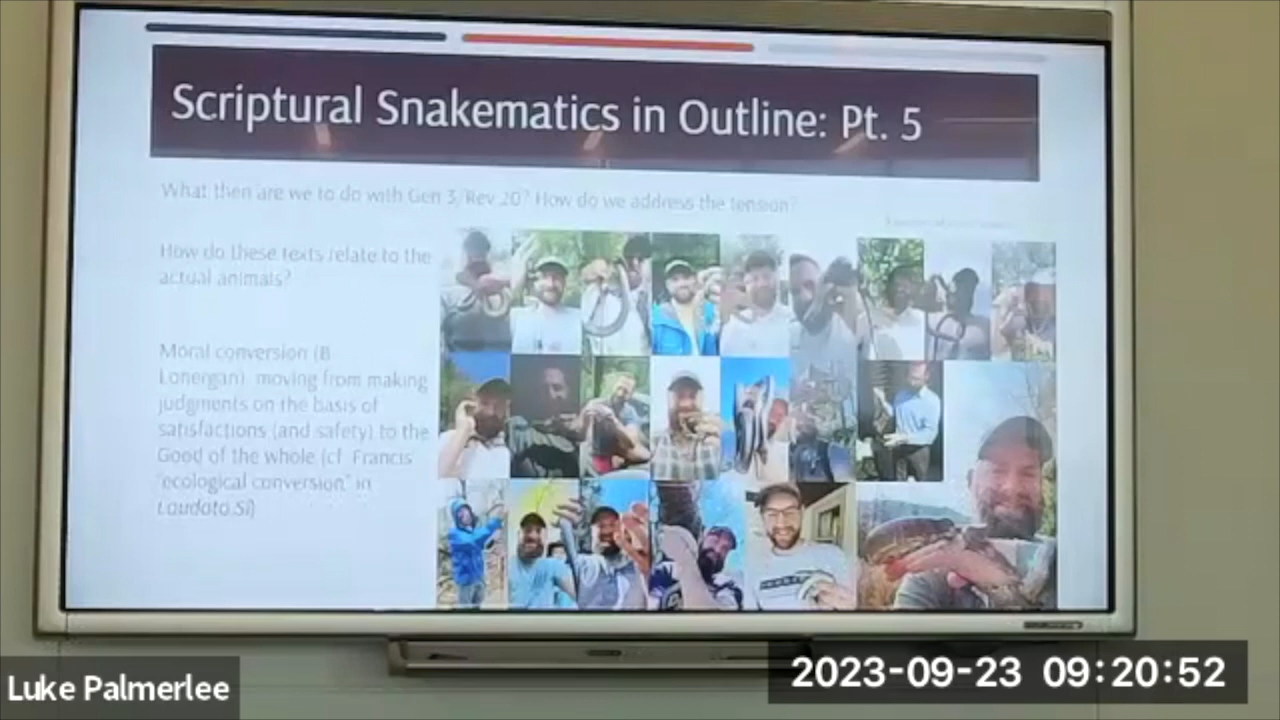 Scriptural Snakematics in Outline: Pt. 5
What then are we to do with Gen 3/Rev 20? How do we address the tension?
How do these texts relate to the
actual animals?
Moral conversion (B
Lonergan) moving from making
judgments on the basis of
satisfactions (and safety) to the
Good of the whole (cf Francis'
"ecological conversion" in
Laudato Si)
Luke Palmerlee
2023-09-23 09:20:52